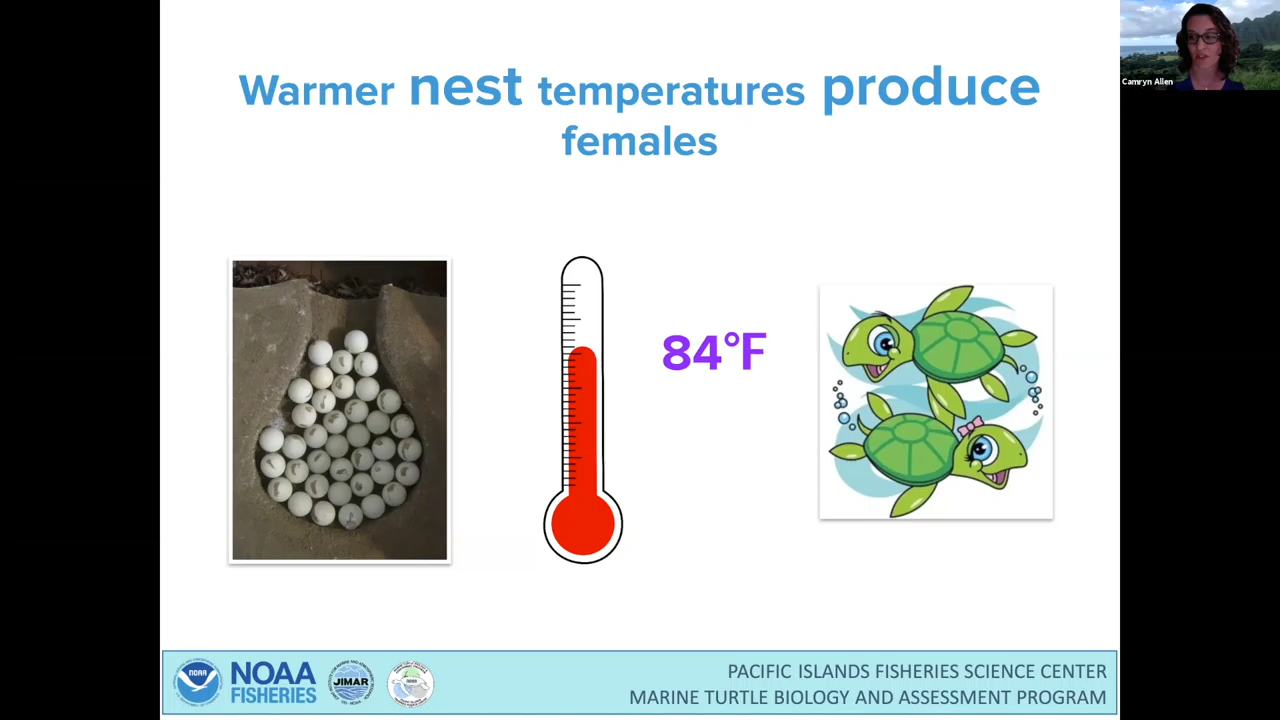 Warmer nest temperatures produce
females
Camryn Allen
84°F
NOAA
NOAA
FISHERIES
JIMAR
PACIFIC ISLANDS FISHERIES SCIENCE CENTER
MARINE TURTLE BIOLOGY AND ASSESSMENT PROGRAM